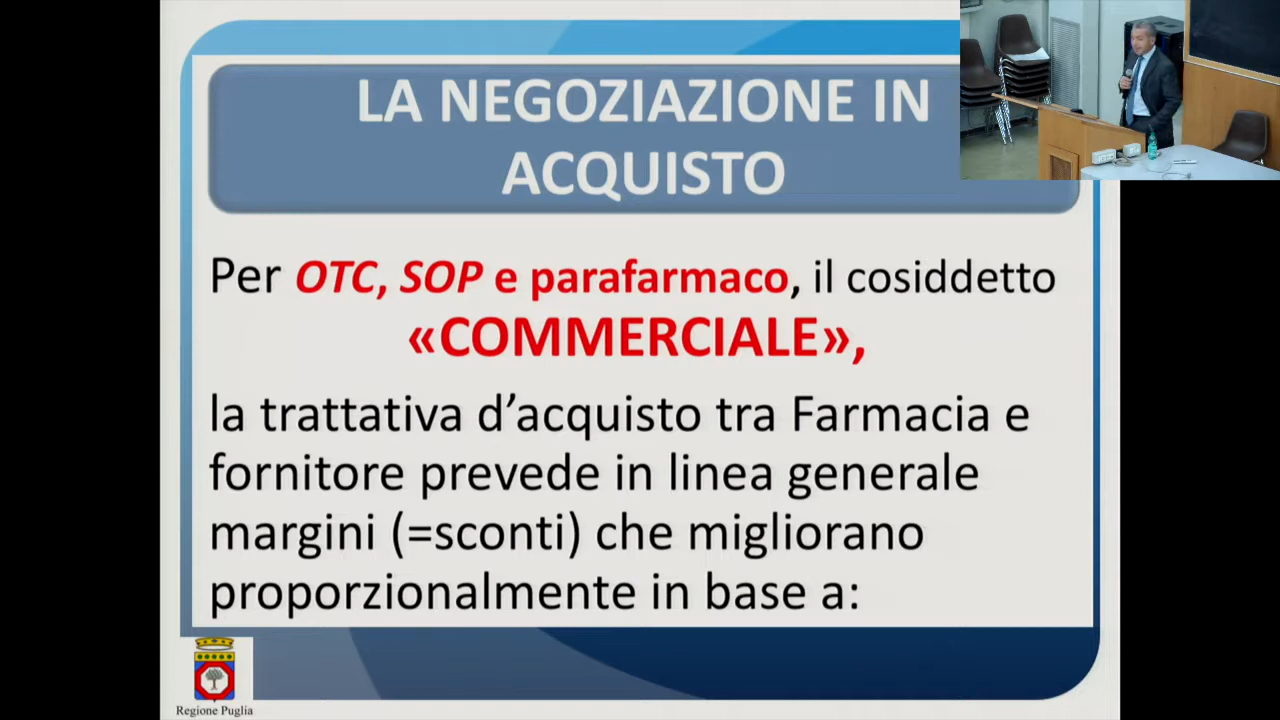 LA NEGOZIAZIONE IN
ACQUISTO
Per OTC, SOP e parafarmaco, il cosiddetto
«COMMERCIALE»,
la trattativa d’acquisto tra Farmacia e
fornitore prevede in linea generale
margini (=sconti) che migliorano
proporzionalmente in base a:
Regione Puglia